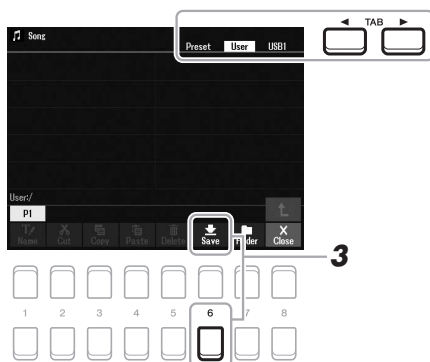 Song
Preset User USB1
◀ TAB ▶
User:/
P1
Name Cut Copy Paste Delete Save Folder Close
3
1 2 3 4 5 6 7 8